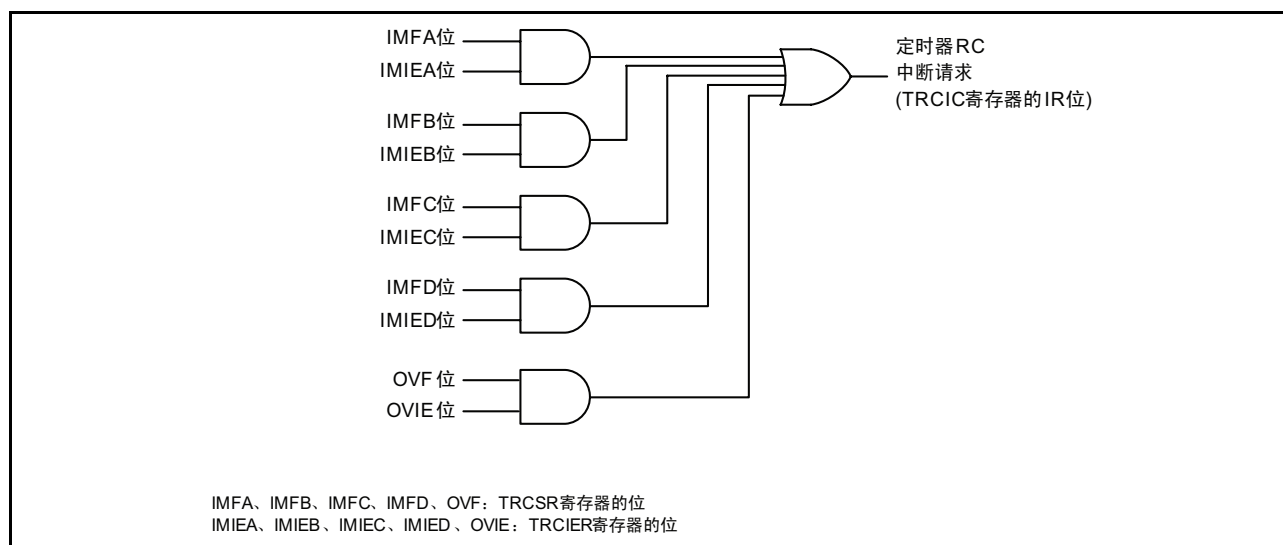 IMFA位
IMIEA位
IMFB位
IMIEB位
IMFC位
IMIEC位
IMFD位
IMIED位
OVF位
OVIE位
定时器RC
中断请求
(TRCIC寄存器的IR位)
IMFA、IMFB、IMFC、IMFD、OVF：TRCSR寄存器的位
IMIEA、IMIEB、IMIEC、IMIED、OVIE：TRCIER寄存器的位